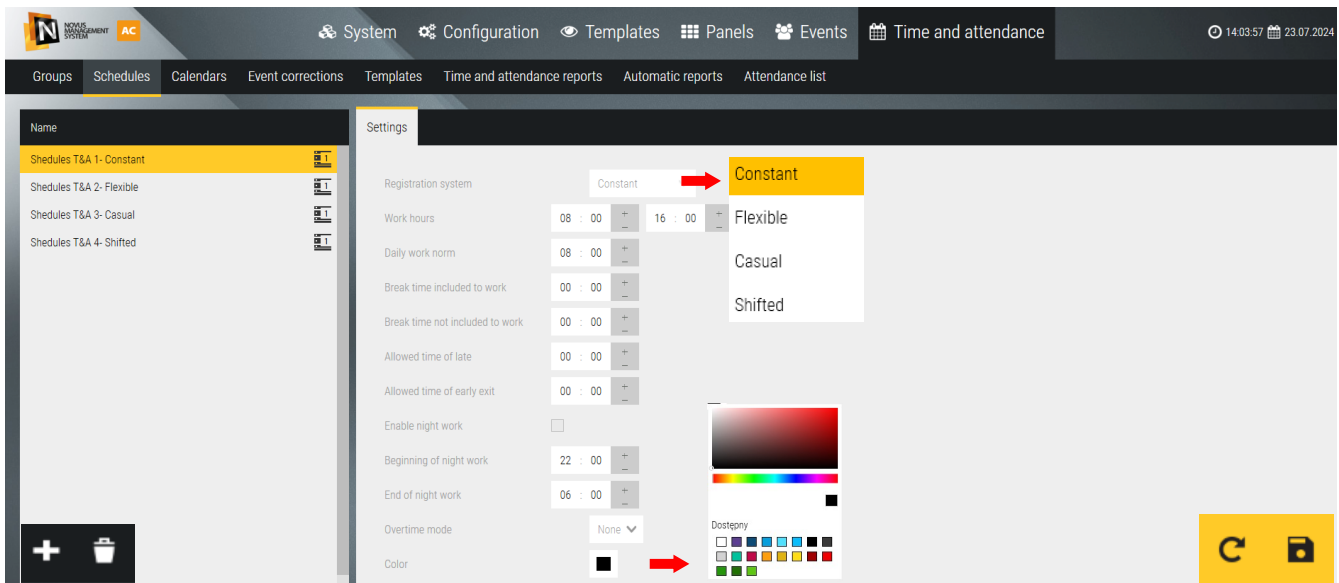 N NOVUS MANAGEMENT SYSTEM AC
System Configuration Templates Panels Events Time and attendance 14:03:57 23.07.2024
Groups Schedules Calendars Event corrections Templates Time and attendance reports Automatic reports Attendance list
Name
Shedules T&A 1- Constant 1
Shedules T&A 2- Flexible 1
Shedules T&A 3- Casual 1
Shedules T&A 4- Shifted 1
Settings
Registration system Constant
Work hours 08 : 00 + − 16 : 00 + −
Daily work norm 08 : 00 + −
Break time included to work 00 : 00 + −
Break time not included to work 00 : 00 + −
Allowed time of late 00 : 00 + −
Allowed time of early exit 00 : 00 + −
Enable night work
Beginning of night work 22 : 00 + −
End of night work 06 : 00 + −
Overtime mode None
Color
Constant
Flexible
Casual
Shifted
Dostępny